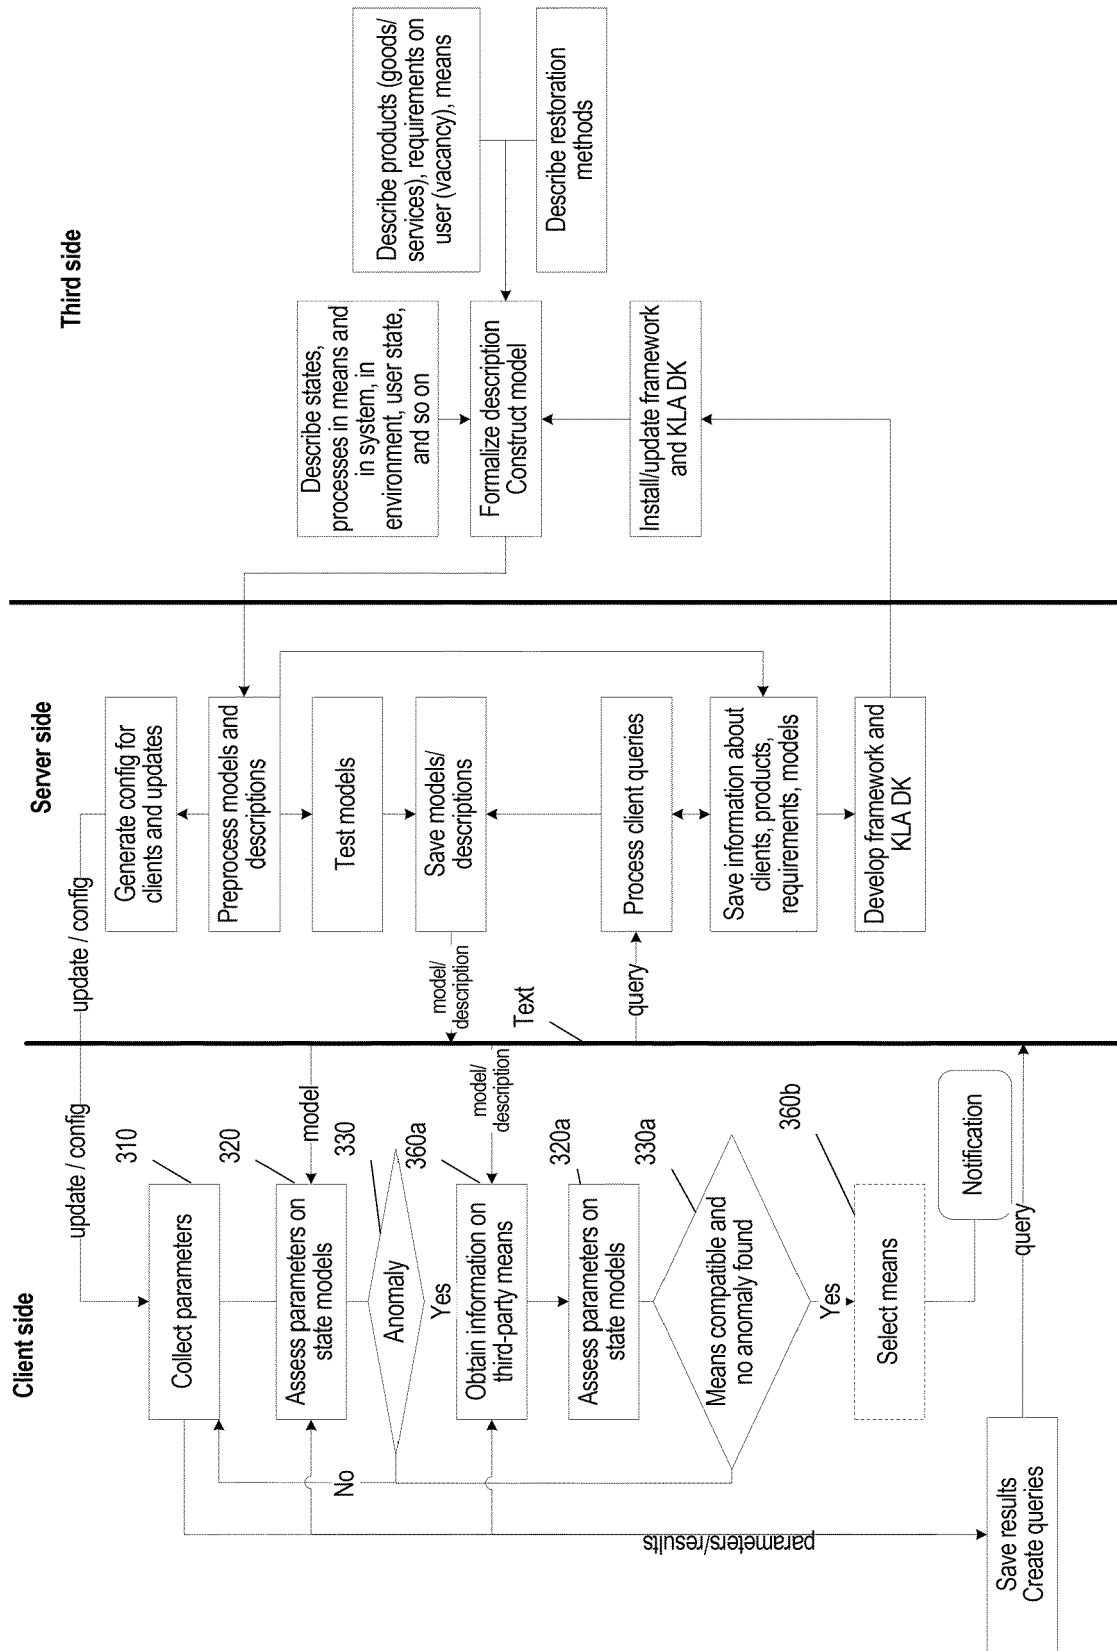 Client side
Server side
Third side
update / config
update / config
310
Collect parameters
320
Assess parameters on
state models
model
330
Anomaly
No
Yes
360a
Obtain information on
third-party means
model/
description
320a
Assess parameters on
state models
330a
Means compatible and
no anomaly found
Yes
360b
Select means
Notification
parameters/results
Save results
Create queries
query
Generate config for
clients and updates
Preprocess models and
descriptions
Test models
Save models/
descriptions
model/
description
Text
query
Process client queries
Save information about
clients, products,
requirements, models
Develop framework and
KLA DK
Describe states,
processes in means and
in system, in
environment, user state,
and so on
Formalize description
Construct model
Install/update framework
and KLA DK
Describe products (goods/
services), requirements on
user (vacancy), means
Describe restoration
methods